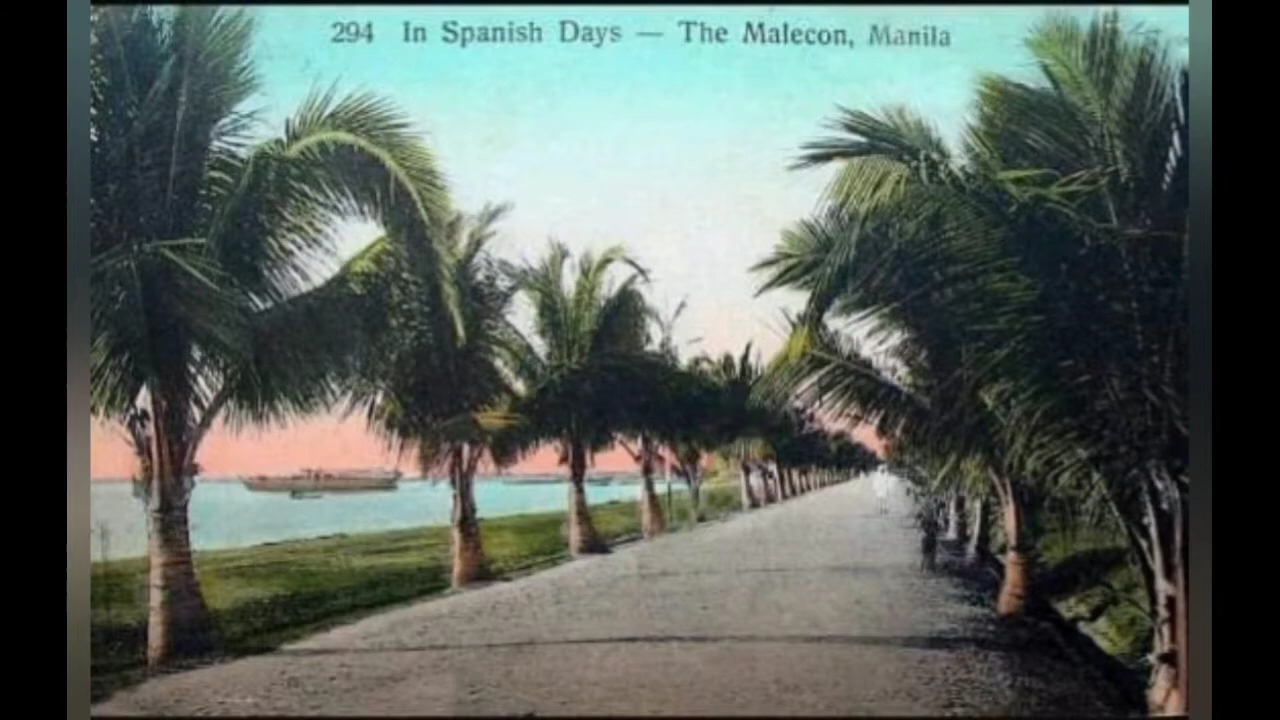 294 In Spanish Days — The Malecon, Manila